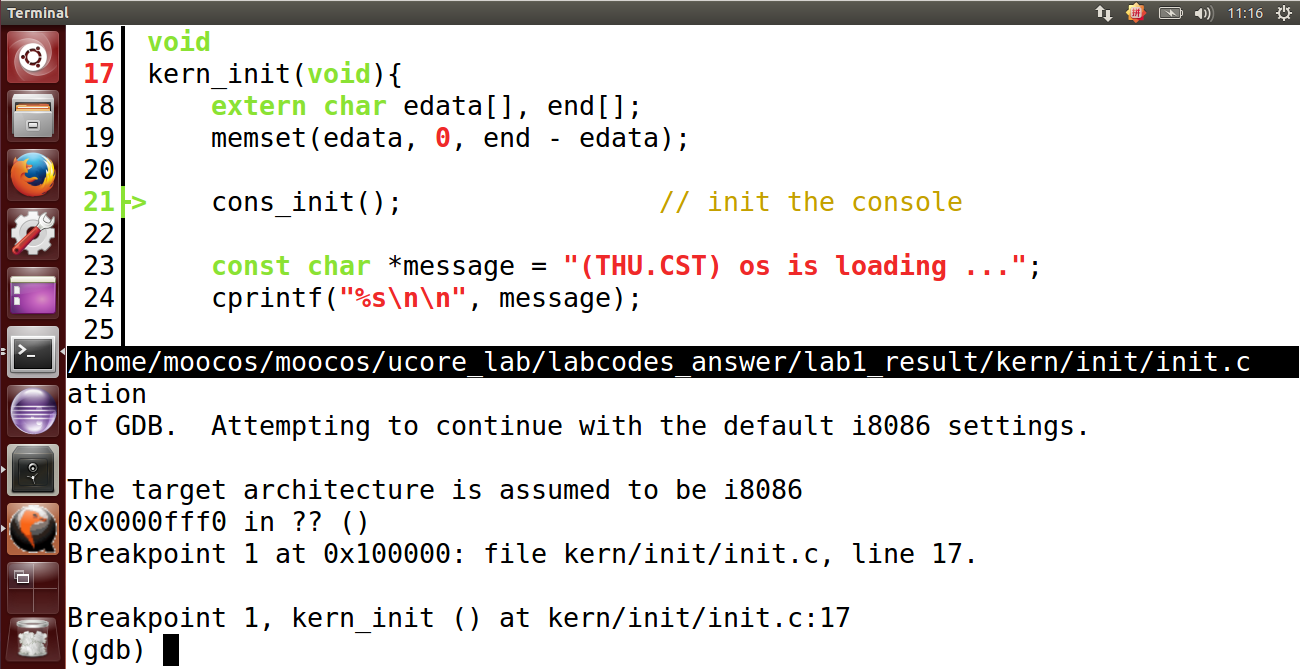 Terminal
11:16
16 void
17 kern_init(void){
18 extern char edata[], end[];
19 memset(edata, 0, end - edata);
20
21 -> cons_init(); // init the console
22
23 const char *message = "(THU.CST) os is loading ...";
24 cprintf("%s\n\n", message);
25
/home/moocos/moocos/ucore_lab/labcodes_answer/lab1_result/kern/init/init.c
ation
of GDB. Attempting to continue with the default i8086 settings.
The target architecture is assumed to be i8086
0x0000fff0 in ?? ()
Breakpoint 1 at 0x100000: file kern/init/init.c, line 17.
Breakpoint 1, kern_init () at kern/init/init.c:17
(gdb)